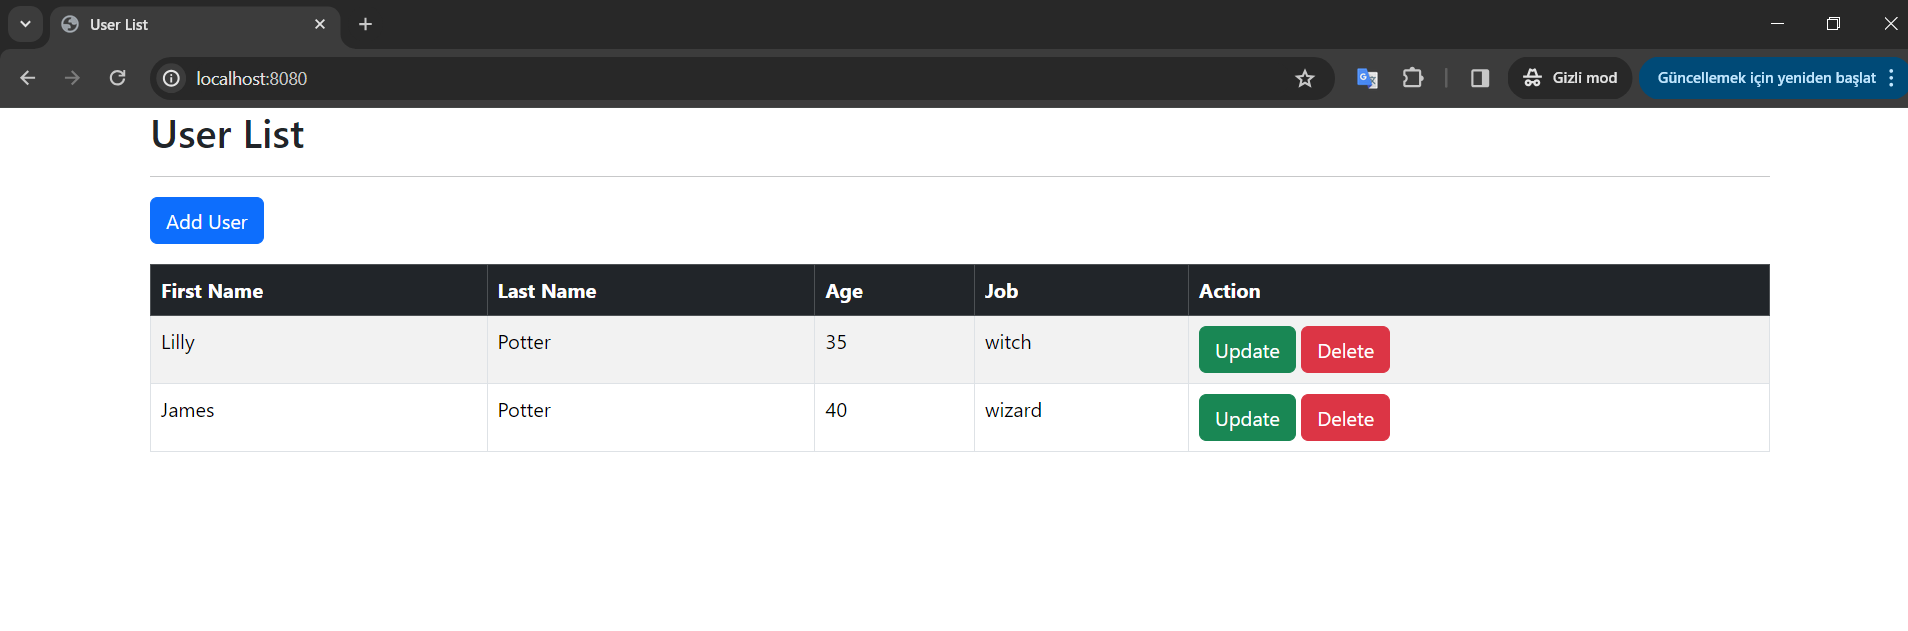 User List
localhost:8080
Gizli mod
Güncellemek için yeniden başlat
User List
Add User
First Name Last Name Age Job Action
Lilly Potter 35 witch Update Delete
James Potter 40 wizard Update Delete